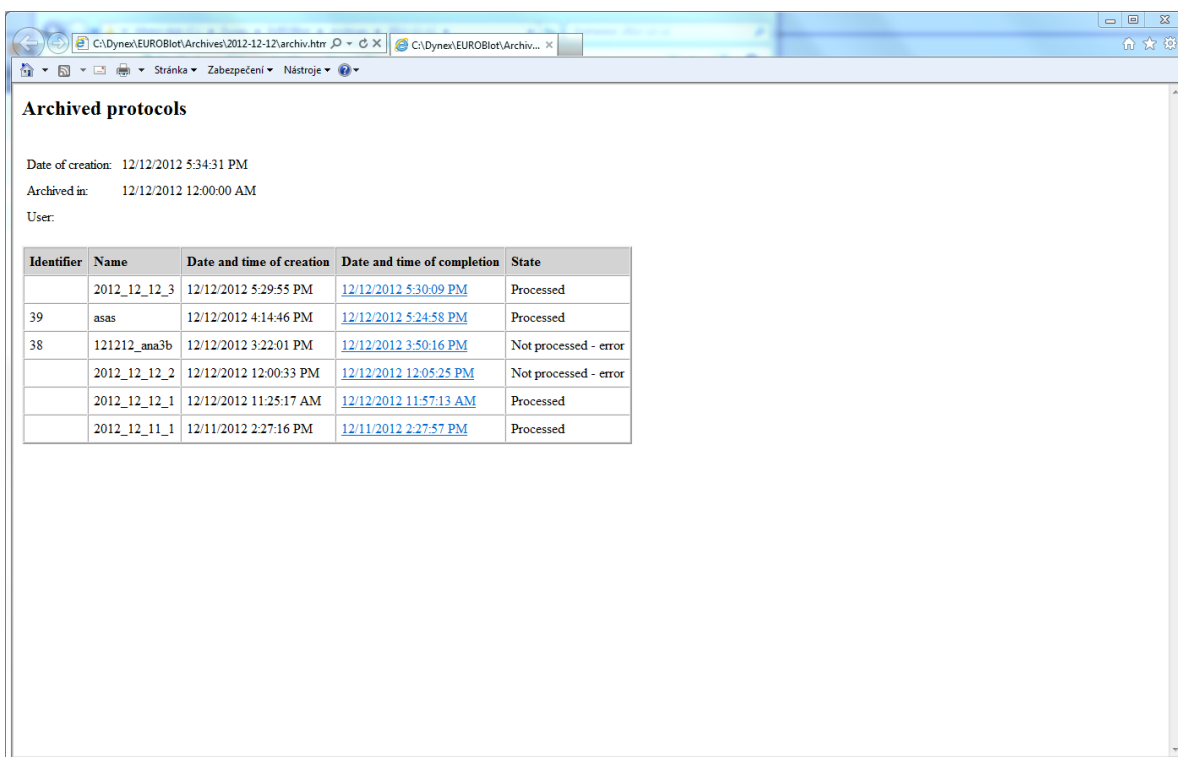 C:\Dynex\EUROBlot\Archives\2012-12-12\archiv.htm
C:\Dynex\EUROBlot\Archiv...
Stránka Zabezpečení Nástroje
Archived protocols
Date of creation: 12/12/2012 5:34:31 PM
Archived in: 12/12/2012 12:00:00 AM
User:
Identifier Name Date and time of creation Date and time of completion State
2012_12_12_3 12/12/2012 5:29:55 PM 12/12/2012 5:30:09 PM Processed
39 asas 12/12/2012 4:14:46 PM 12/12/2012 5:24:58 PM Processed
38 121212_ana3b 12/12/2012 3:22:01 PM 12/12/2012 3:50:16 PM Not processed - error
2012_12_12_2 12/12/2012 12:00:33 PM 12/12/2012 12:05:25 PM Not processed - error
2012_12_12_1 12/12/2012 11:25:17 AM 12/12/2012 11:57:13 AM Processed
2012_12_11_1 12/11/2012 2:27:16 PM 12/11/2012 2:27:57 PM Processed